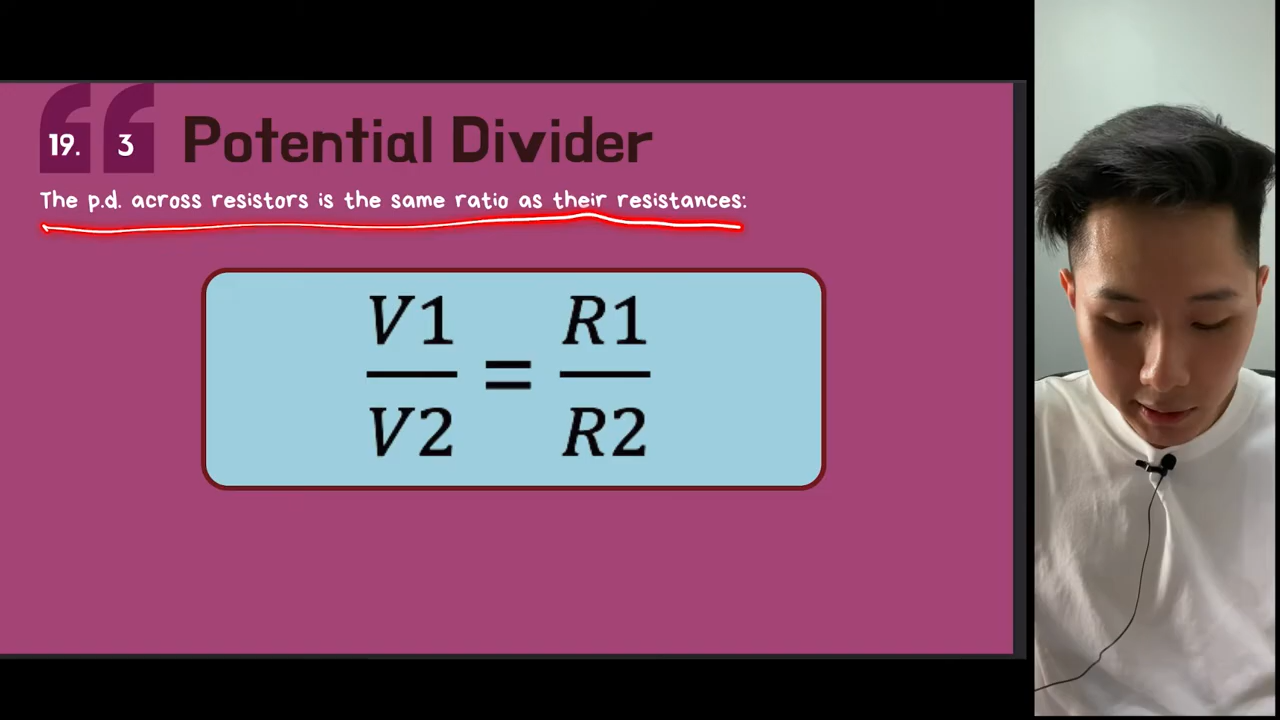 19. 3 Potential Divider
The p.d. across resistors is the same ratio as their resistances:
V1 R1
=
V2 R2